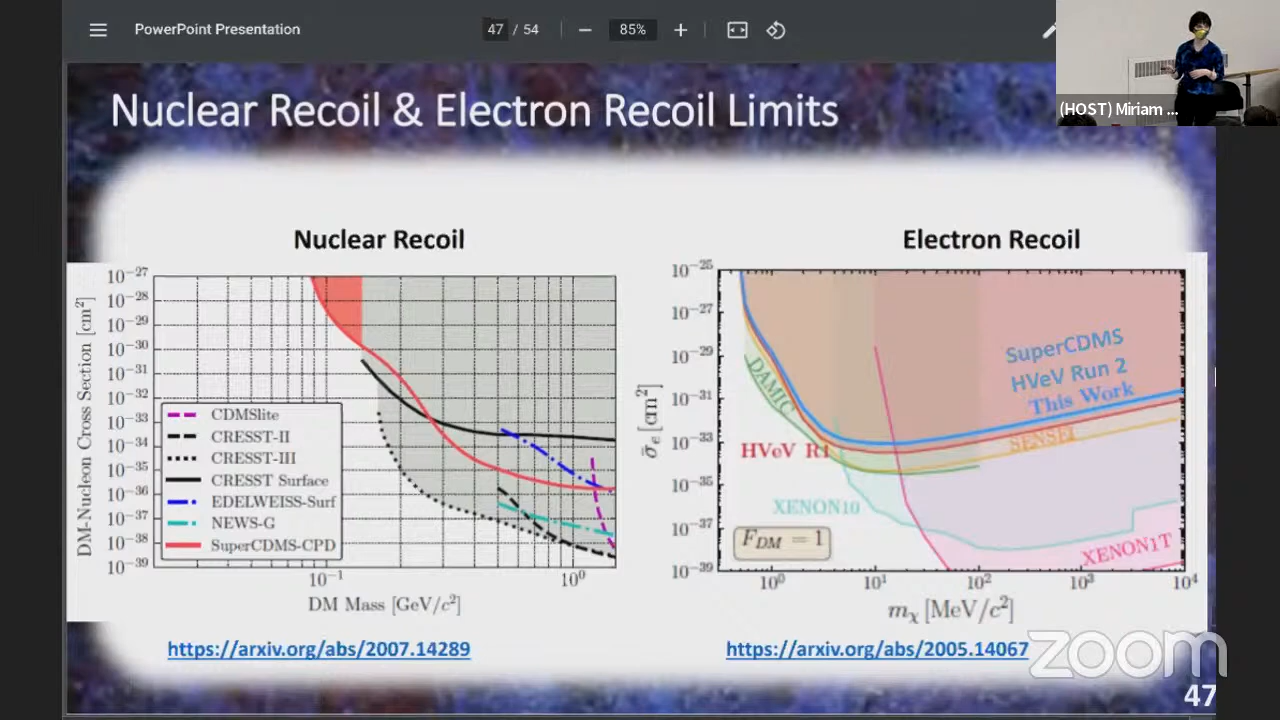 PowerPoint Presentation
47 / 54
85%
(HOST) Miriam ...
Nuclear Recoil & Electron Recoil Limits
Nuclear Recoil
DM-Nucleon Cross Section [cm²]
10⁻²⁷
10⁻²⁸
10⁻²⁹
10⁻³⁰
10⁻³¹
10⁻³²
10⁻³³
10⁻³⁴
10⁻³⁵
10⁻³⁶
10⁻³⁷
10⁻³⁸
10⁻³⁹
CDMSlite
CRESST-II
CRESST-III
CRESST Surface
EDELWEISS-Surf
NEWS-G
SuperCDMS-CPD
10⁻¹
10⁰
DM Mass [GeV/c²]
https://arxiv.org/abs/2007.14289
Electron Recoil
σ̄ₑ [cm²]
10⁻²⁵
10⁻²⁷
10⁻²⁹
10⁻³¹
10⁻³³
10⁻³⁵
10⁻³⁷
10⁻³⁹
SuperCDMS
HVeV Run 2
This Work
DAMIC
HVeV R1
SENSEI
XENON10
XENON1T
F_DM = 1
10⁰
10¹
10²
10³
10⁴
mχ [MeV/c²]
https://arxiv.org/abs/2005.14067
zoom
47